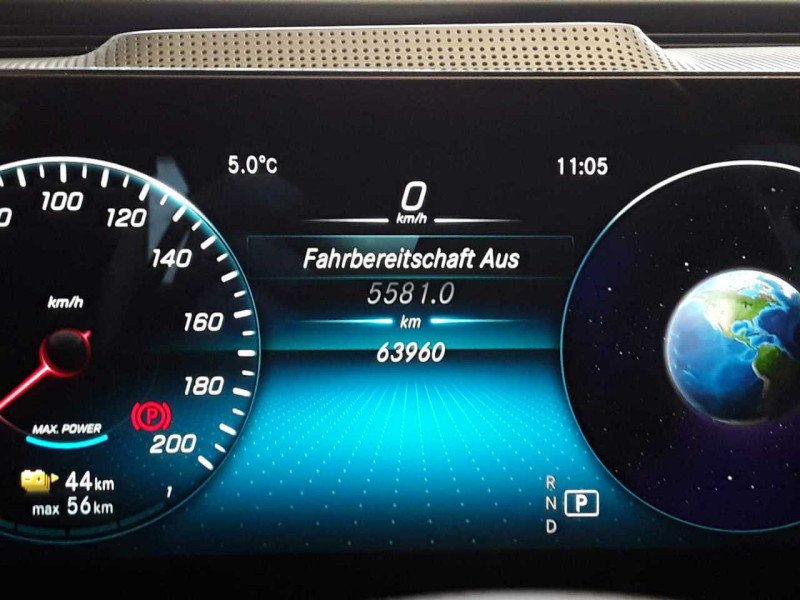 5.0°C
11:05
0
km/h
Fahrbereitschaft Aus
5581.0
km
63960
100
120
140
160
180
200
km/h
MAX. POWER
P
44km
max 56km
1
R
N
P
D